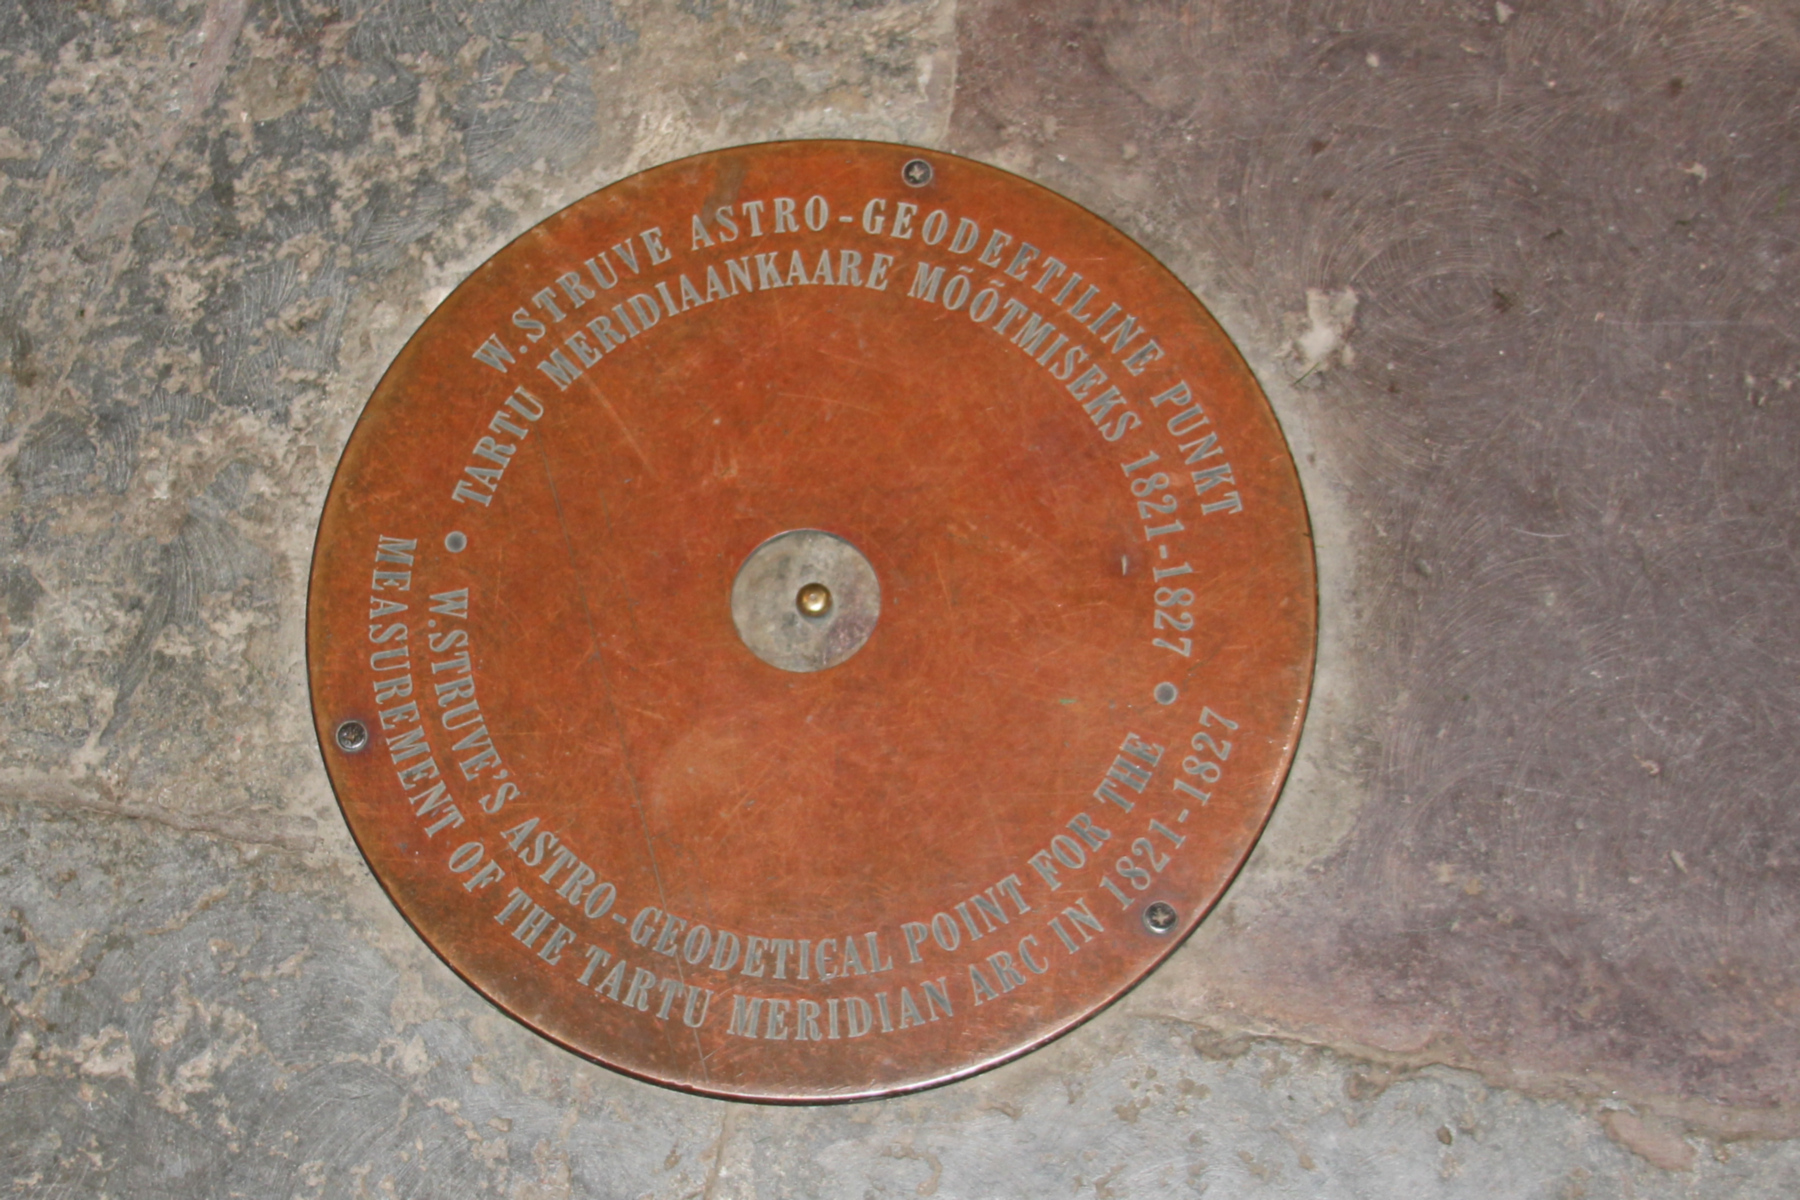 W.STRUVE ASTRO-GEODEETILINE PUNKT
TARTU MERIDIAANKAARE MÕÕTMISEKS 1821-1827
W.STRUVE'S ASTRO-GEODETICAL POINT FOR THE
MEASUREMENT OF THE TARTU MERIDIAN ARC IN 1821-1827